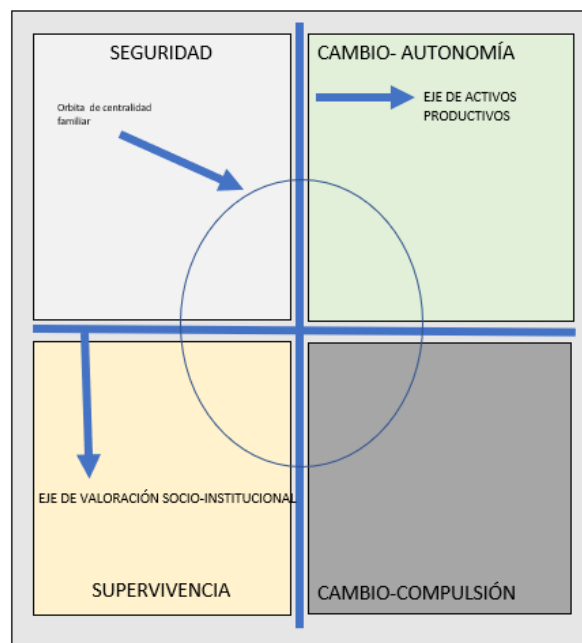 SEGURIDAD
CAMBIO- AUTONOMÍA
Orbita de centralidad
familiar
EJE DE ACTIVOS
PRODUCTIVOS
EJE DE VALORACIÓN SOCIO-INSTITUCIONAL
SUPERVIVENCIA
CAMBIO-COMPULSIÓN